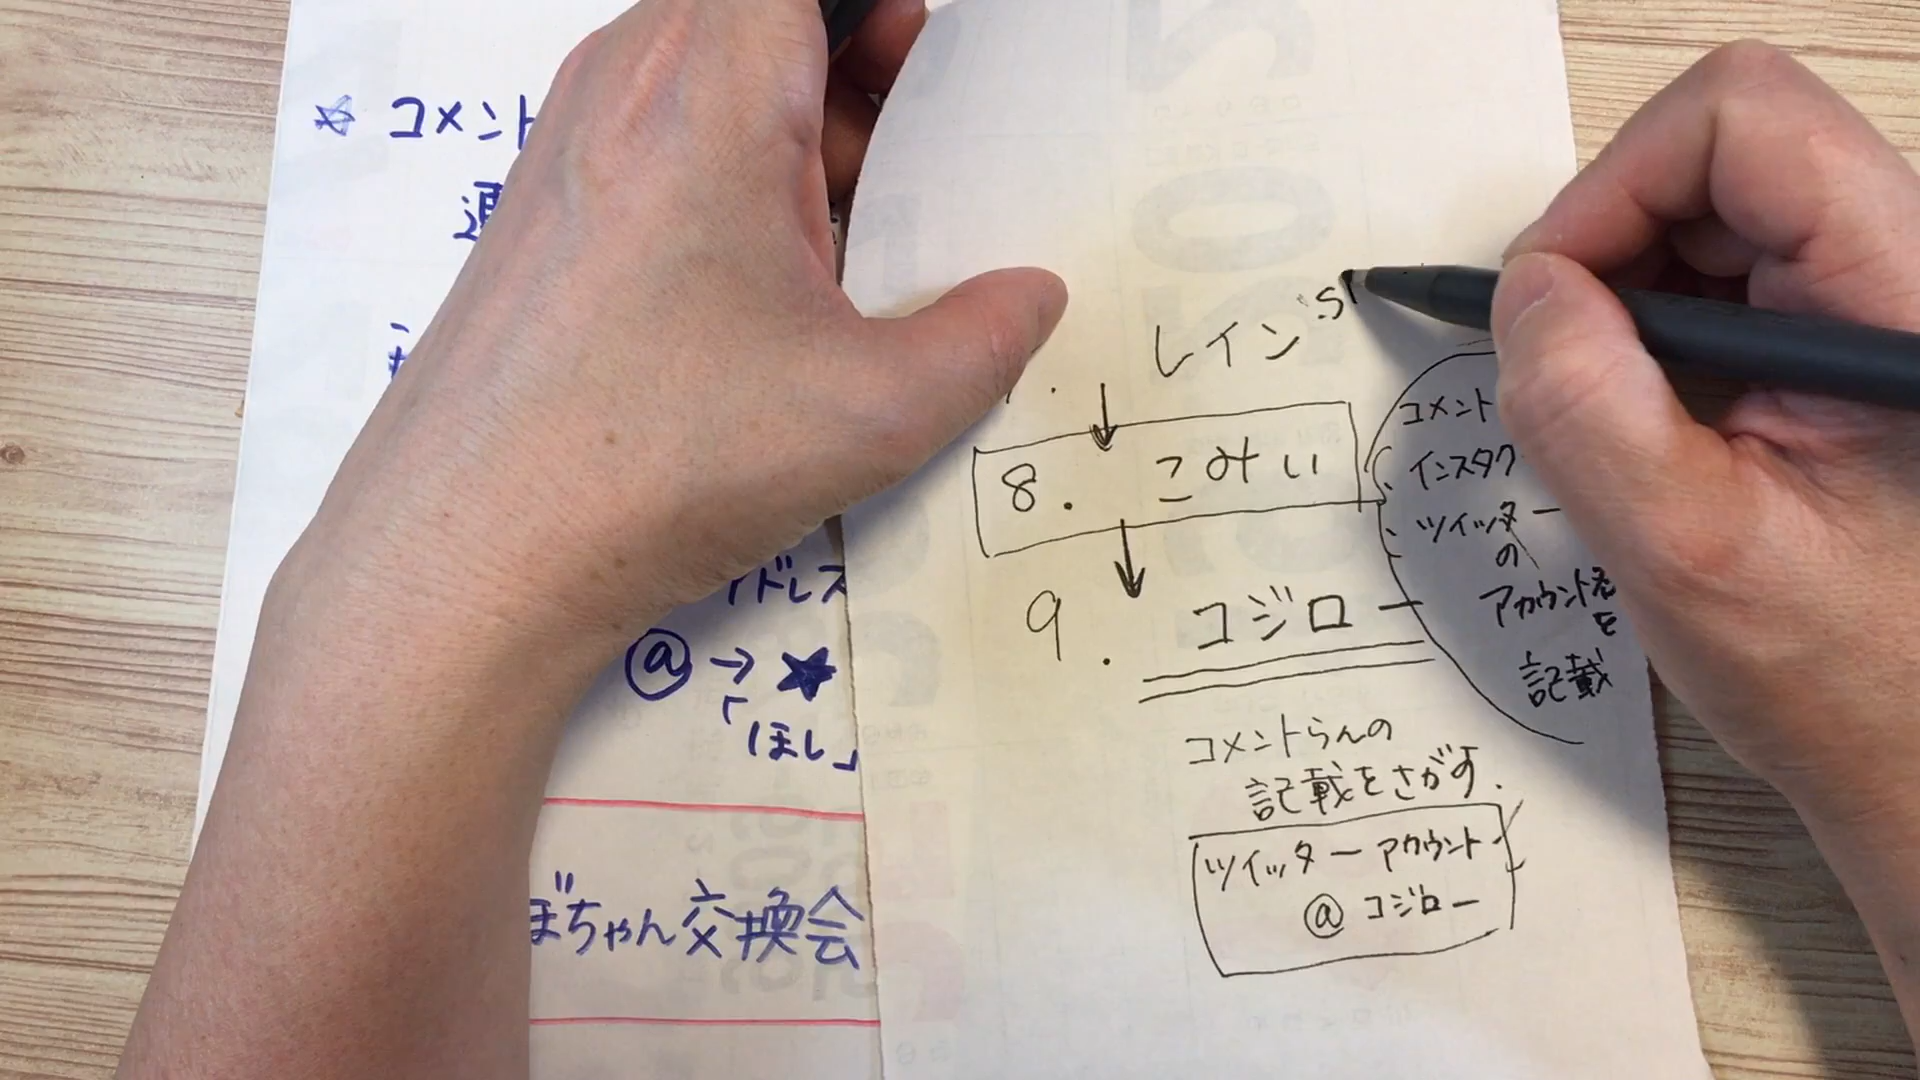 コメント
アドレス
@ → ★
「ほし」
ぼちゃん交換会
レイン
8. こみい
9. コジロー
コメント
インスタグ
ツイッター
の
アカウント名
を
記載
コメントらんの
記載をさがす.
ツイッターアカウント
@ コジロー